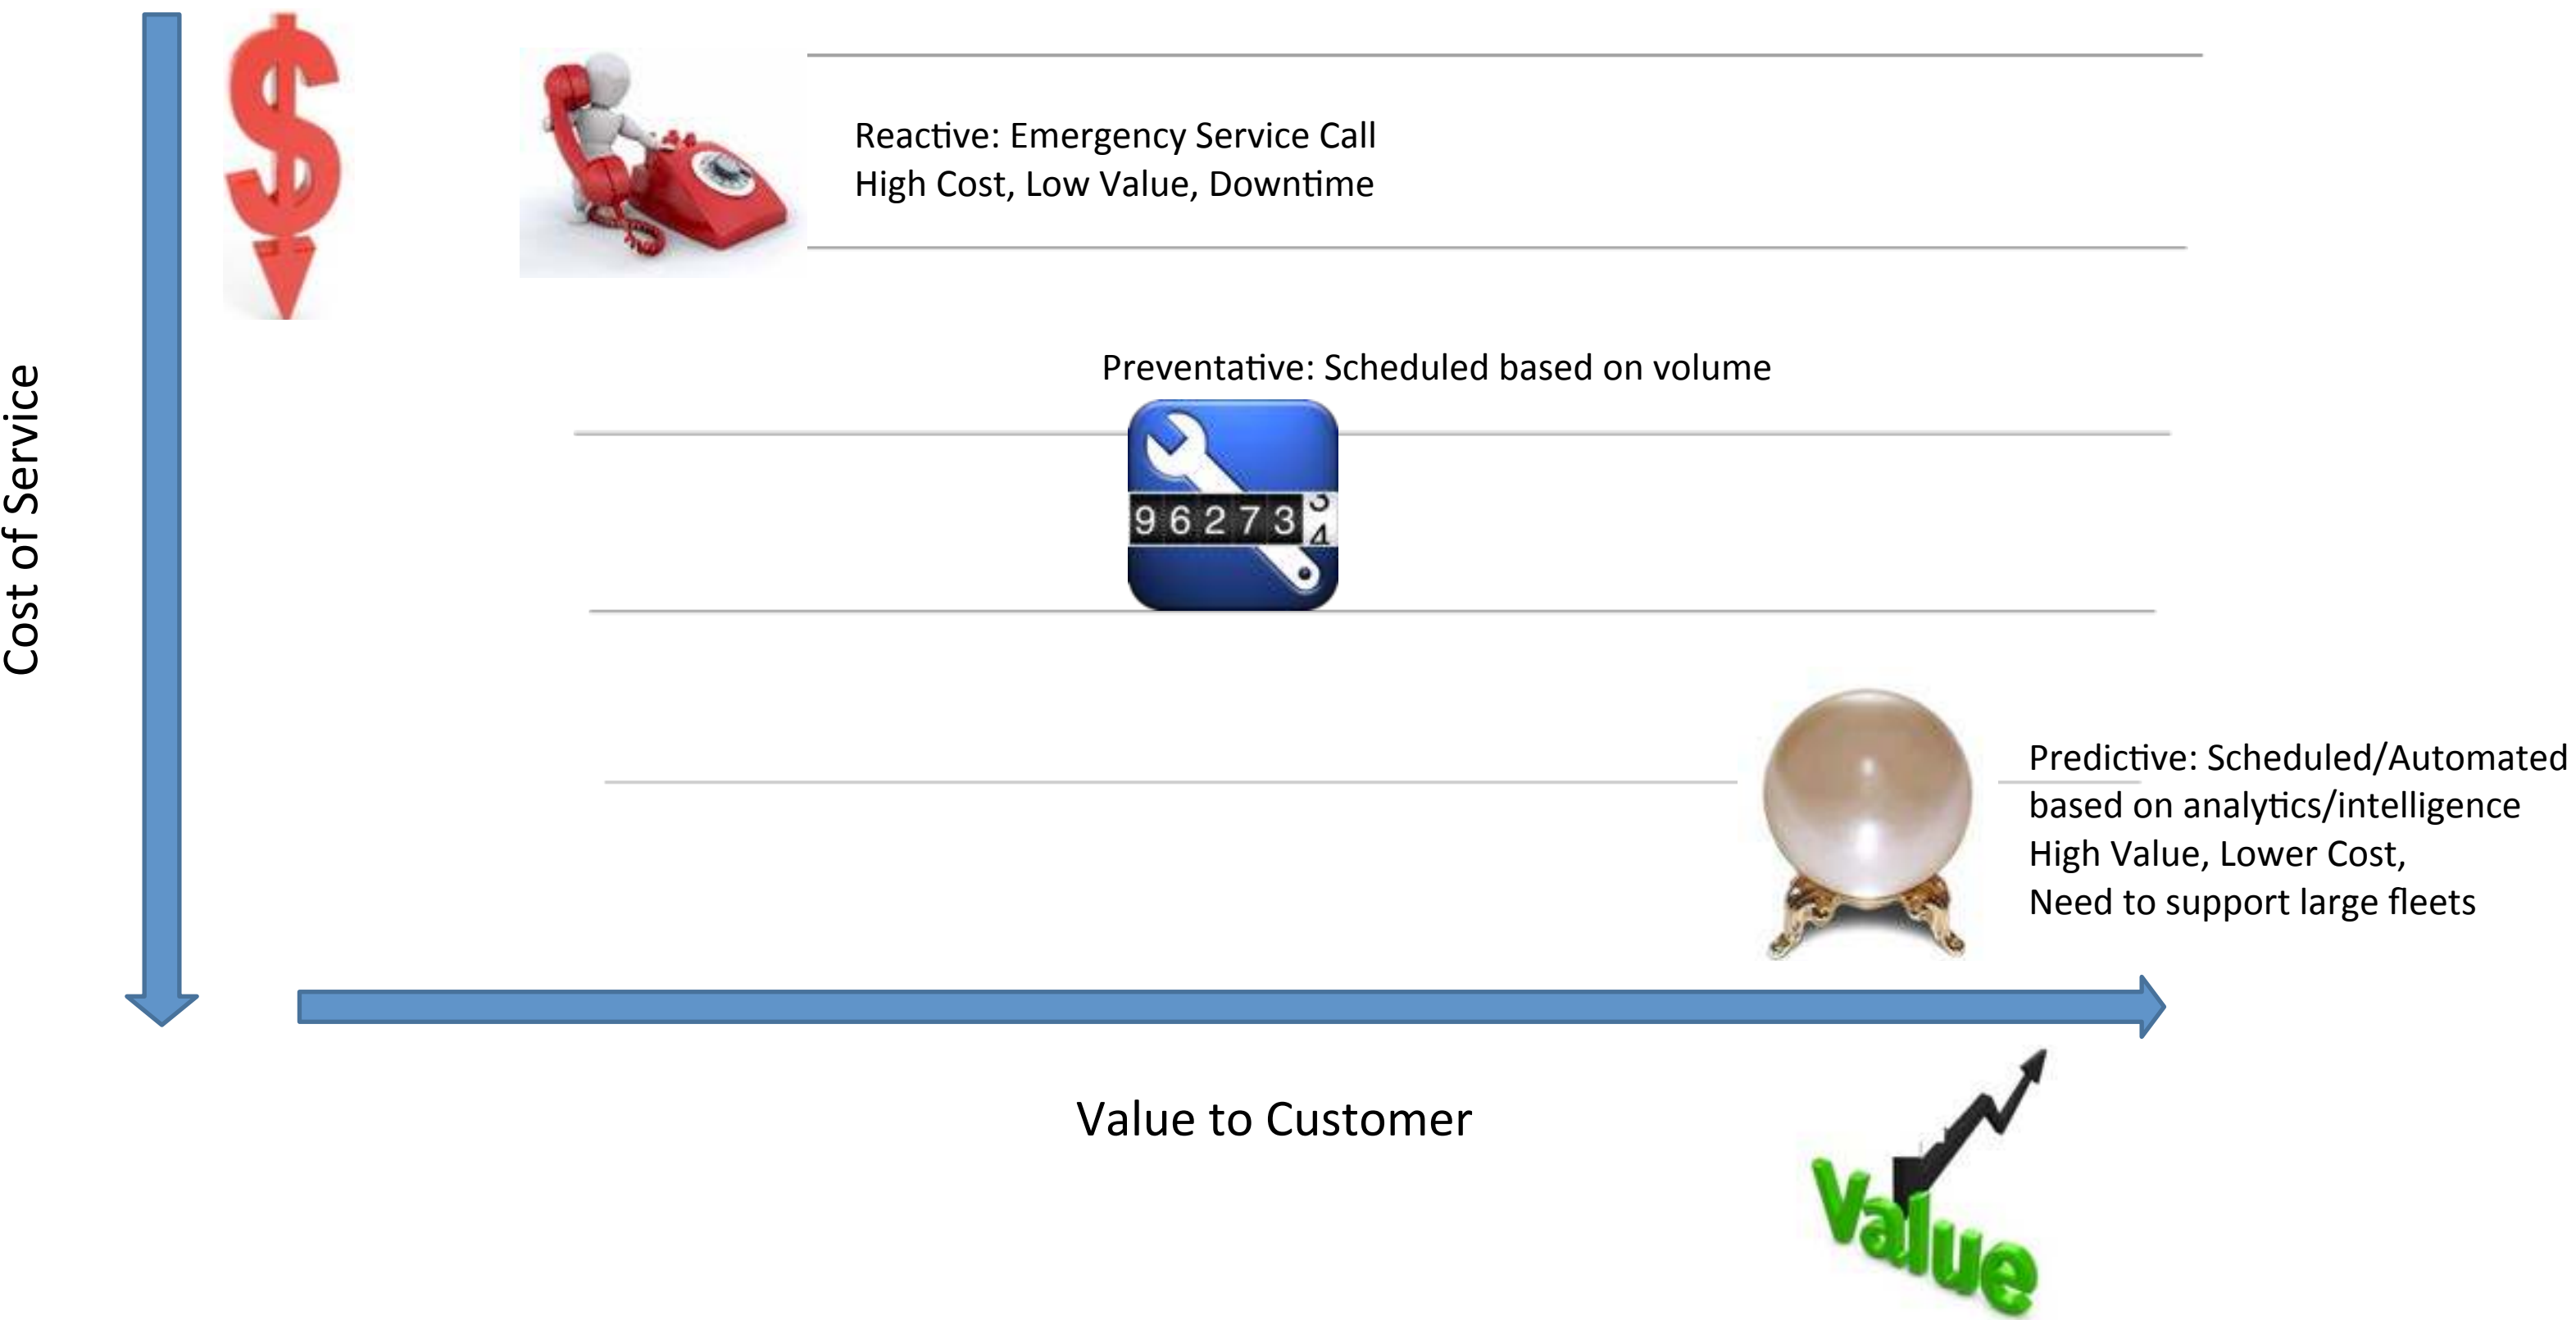 Cost of Service
Reactive: Emergency Service Call
High Cost, Low Value, Downtime
Preventative: Scheduled based on volume
96273
Predictive: Scheduled/Automated
based on analytics/intelligence
High Value, Lower Cost,
Need to support large fleets
Value to Customer
Value